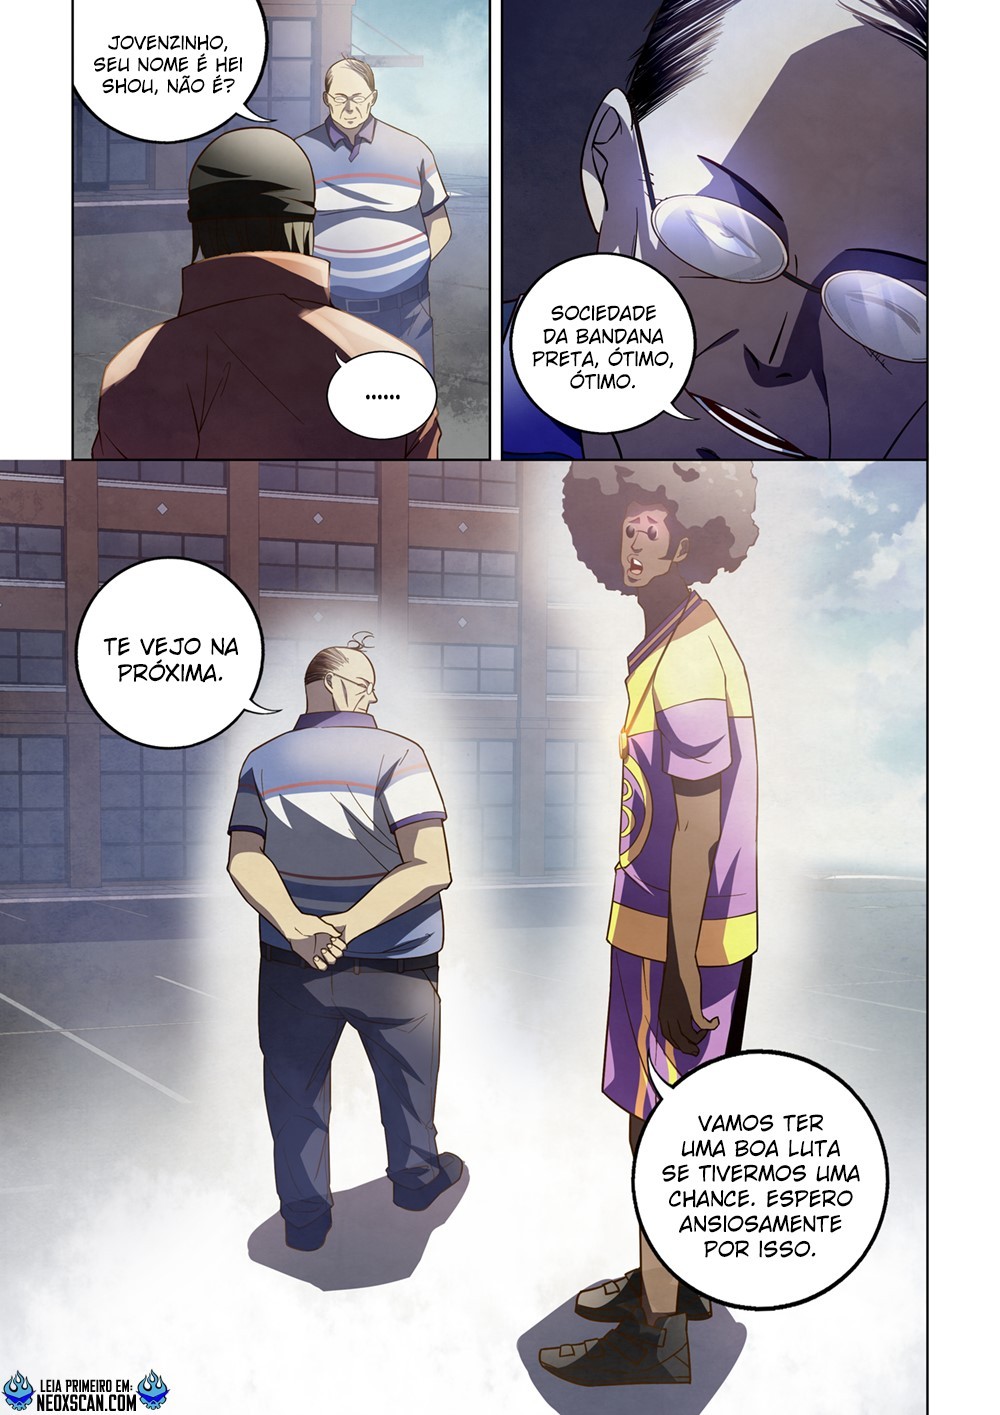 JOVENZINHO,
SEU NOME É HEI
SHOU, NÃO É?
......
SOCIEDADE
DA BANDANA
PRETA, ÓTIMO,
ÓTIMO.
TE VEJO NA
PRÓXIMA.
VAMOS TER
UMA BOA LUTA
SE TIVERMOS UMA
CHANCE. ESPERO
ANSIOSAMENTE
POR ISSO.
LEIA PRIMEIRO EM:
NEOXSCAN.COM